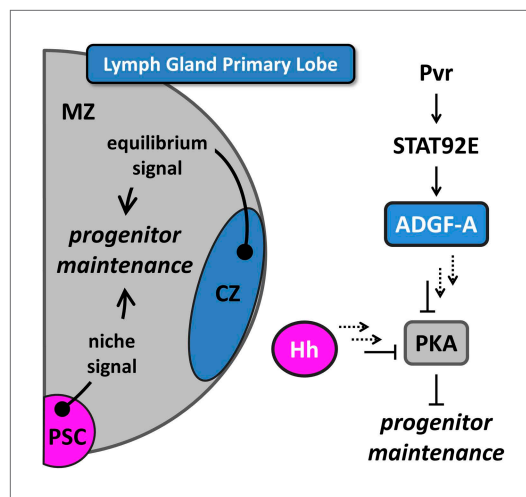 Lymph Gland Primary Lobe
MZ
equilibrium
signal
progenitor
maintenance
CZ
niche
signal
PSC
Pvr
STAT92E
ADGF-A
Hh
PKA
progenitor
maintenance